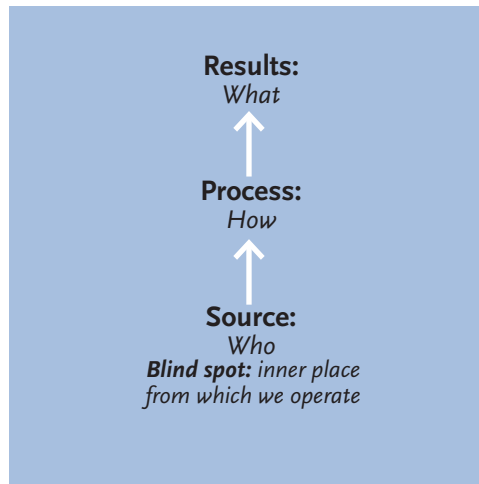 Results:
What
Process:
How
Source:
Who
Blind spot: inner place
from which we operate